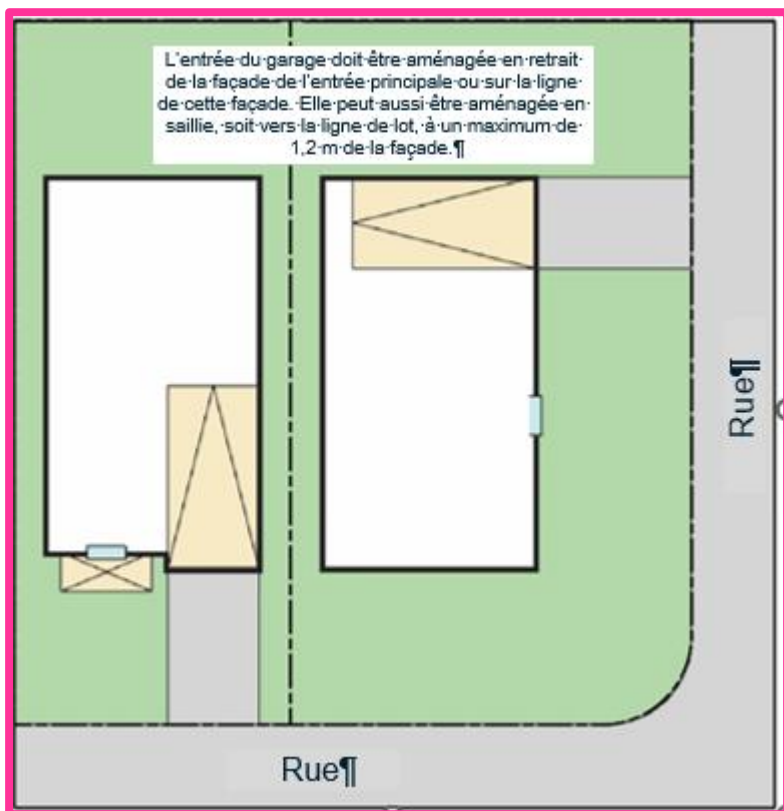 L'entrée·du·garage·doit·être·aménagée·en·retrait·
de·la·façade·de·l'entrée·principale·ou·sur·la·ligne·
de·cette·façade.·Elle·peut·aussi·être·aménagée·en·
saillie,·soit·vers·la·ligne·de·lot,·à·un·maximum·de·
1,2·m·de·la·façade.¶
Rue¶
Rue¶